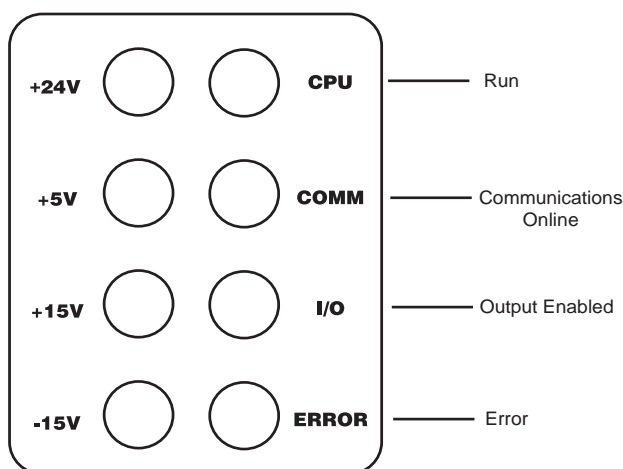 +24V CPU Run
+5V COMM Communications
Online
+15V I/O Output Enabled
-15V ERROR Error